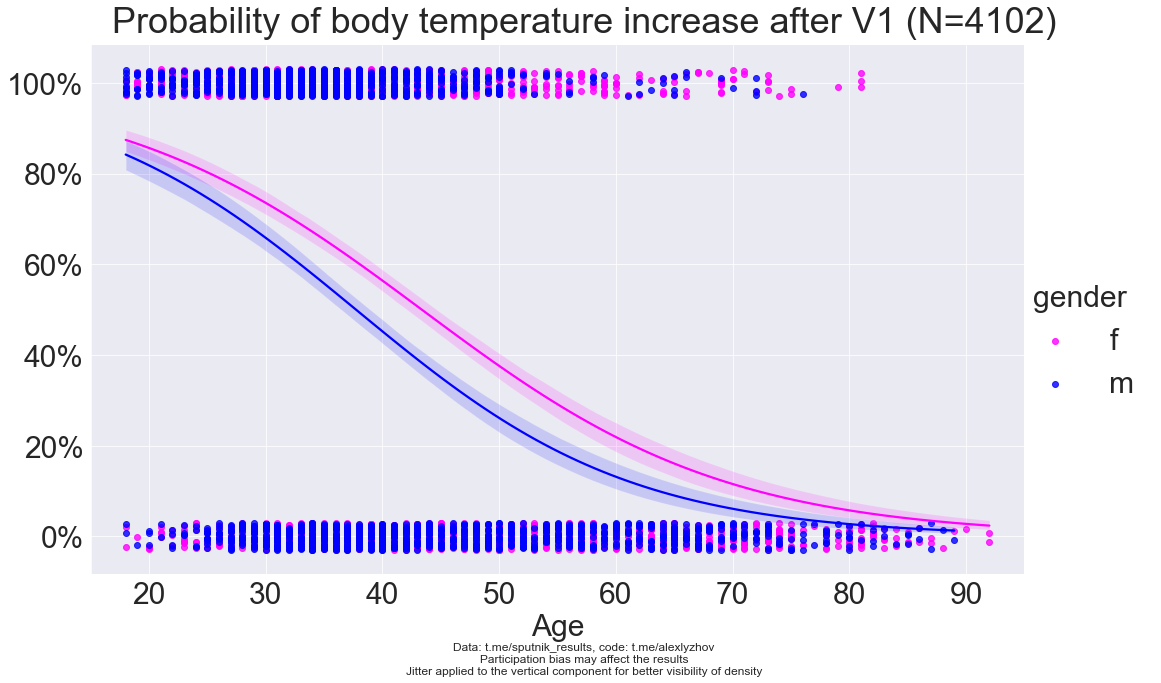 Probability of body temperature increase after V1 (N=4102)
100%
80%
60%
40%
20%
0%
20 30 40 50 60 70 80 90
Age
gender
f
m
Data: t.me/sputnik_results, code: t.me/alexlyzhov
Participation bias may affect the results
Jitter applied to the vertical component for better visibility of density